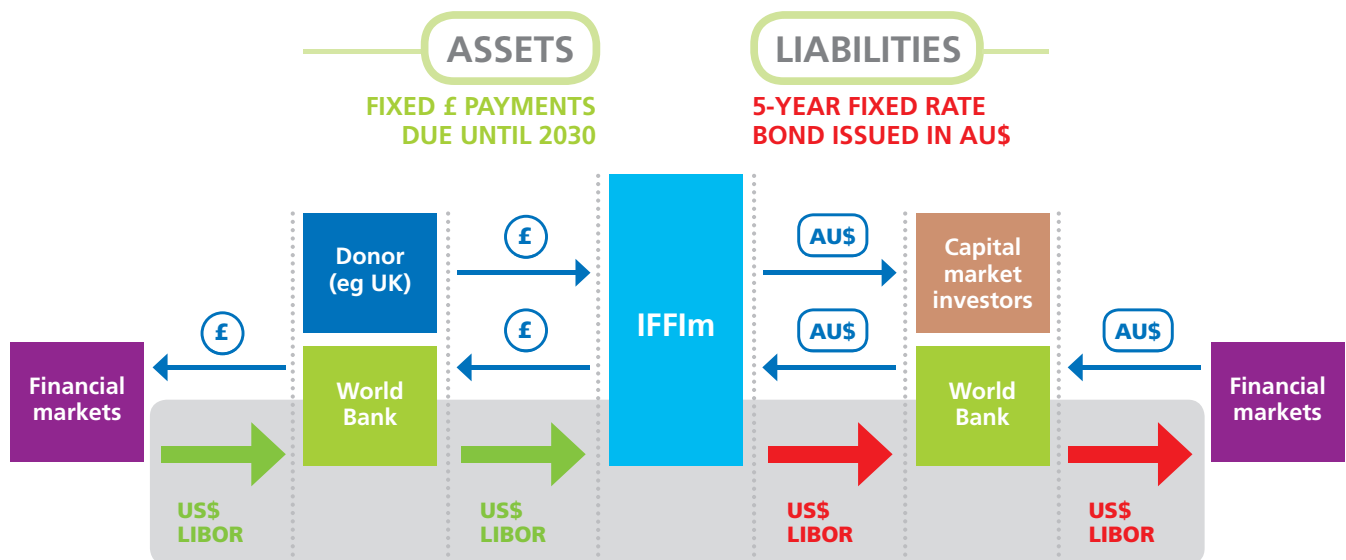 ASSETS
LIABILITIES
FIXED £ PAYMENTS
DUE UNTIL 2030
5-YEAR FIXED RATE
BOND ISSUED IN AU$
Donor
(eg UK)
£
IFFIm
AU$
Capital
market
investors
£
£
AU$
AU$
Financial
markets
World
Bank
World
Bank
Financial
markets
US$
LIBOR
US$
LIBOR
US$
LIBOR
US$
LIBOR